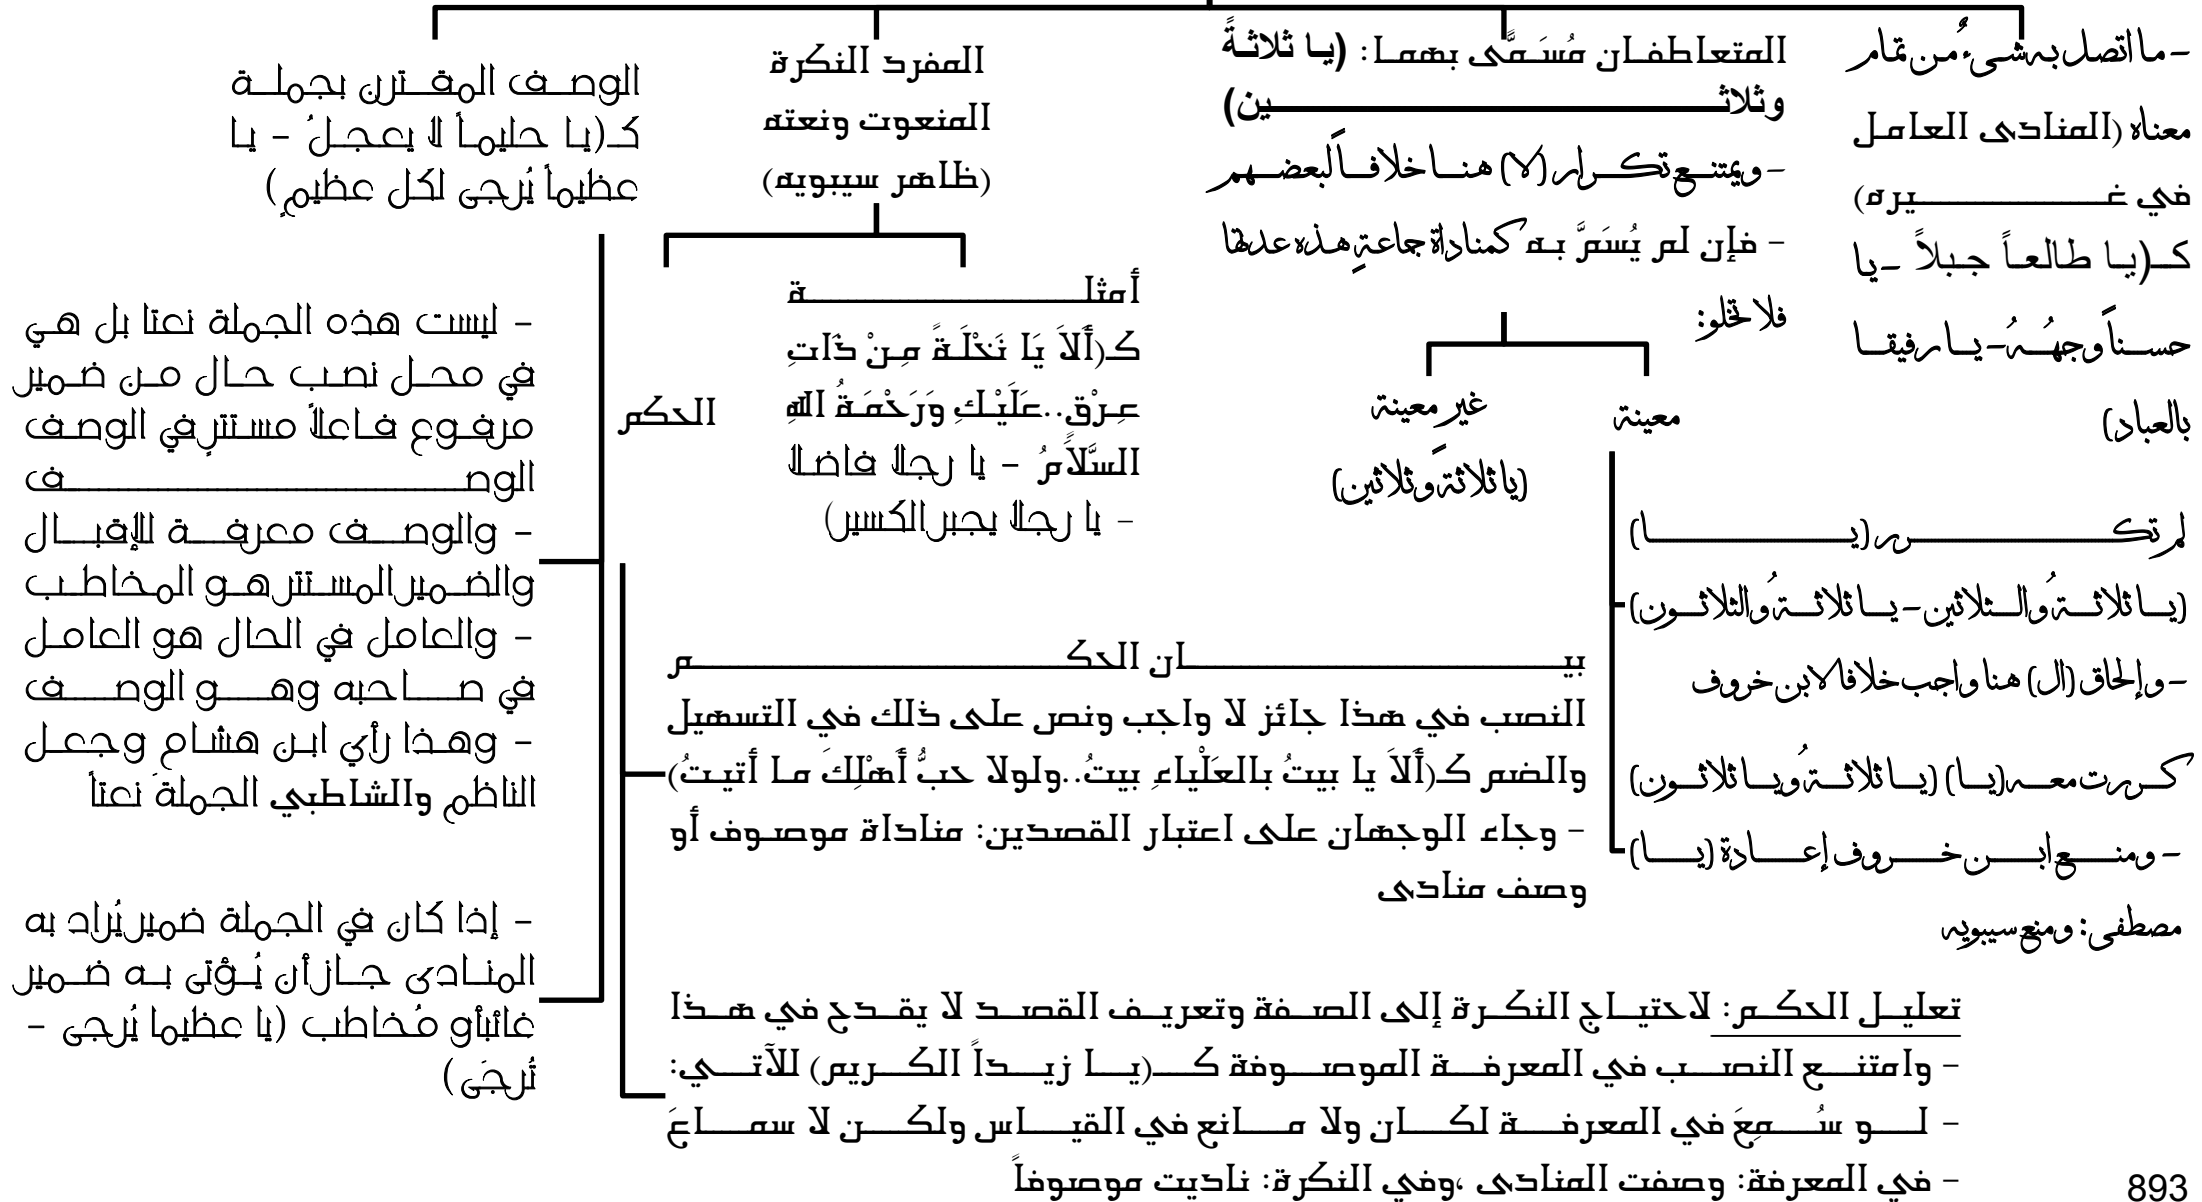 - ما اتصل به شيءٌ من تمام
معناه (المنادى العامل
في غيره)
كـ(يا طالعاً جبلاً - يا
حسناً وجهُهُ - يا رفيقا
بالعباد)
المتعاطفان مُسَمًّى بهما: (يا ثلاثةً
وثلاثين)
- ويمتنع تكرار (لا) هنا خلافاً لبعضهم
- فإن لم يُسَمَّ به كمناداة جماعةٍ هذه عدتها
فلا تخلو:
معينة
لم تكرر (يا)
(يا ثلاثةُ والثلاثين - يا ثلاثةُ والثلاثون)
- وإلحاق (ال) هنا واجب خلافا لابن خروف
كررت معه (يا) (يا ثلاثةُ ويا ثلاثون)
- ومنع ابن خروف إعادة (يا)
مصطفى: ومنع سيبويه
غير معينة
(يا ثلاثةً وثلاثين)
المفرد النكرة
المنعوت ونعته
(ظاهر سيبويه)
أمثلة
كـ(أَلاَ يَا نَخْلَةً مِنْ ذَاتِ
عِرْقٍ..عَلَيْكِ وَرَحْمَةُ اللهِ
السَّلاَمُ - يا رجلا فاضلا
- يا رجلا يجبر الكسير)
الحكم
بيان الحكم
النصب في هذا جائز لا واجب ونص على ذلك في التسهيل
والضم كـ(أَلاَ يا بيتُ بالعَلْياءِ بيتُ..ولولا حبُّ أَهْلِكَ ما أتيتُ)
- وجاء الوجهان على اعتبار القصدين: مناداة موصوف أو
وصف منادى
تعليل الحكم: لاحتياج النكرة إلى الصفة وتعريف القصد لا يقدح في هذا
- وامتنع النصب في المعرفة الموصوفة كـ(يا زيداً الكريم) للآتي:
- لو سُمِعَ في المعرفة لكان ولا مانع في القياس ولكن لا سماعَ
- في المعرفة: وصفت المنادى ،وفي النكرة: ناديت موصوفاً
الوصف المقترن بجملة
كـ(يا حليماً لا يعجلُ - يا
عظيماً يُرجى لكل عظيمٍ)
- ليست هذه الجملة نعتا بل هي
في محل نصب حال من ضمير
مرفوع فاعلاً مستترٍ في الوصف
الوصف
- والوصف معرفة للإقبال
والضمير المستتر هو المخاطب
- والعامل في الحال هو العامل
في صاحبه وهو الوصف
- وهذا رأي ابن هشام وجعل
الناظم والشاطبي الجملةَ نعتاً
- إذا كان في الجملة ضمير يُراد به
المنادى جاز أن يُؤتى به ضمير
غائبأو مُخاطب (يا عظيما يُرجى -
تُرجَى)
893